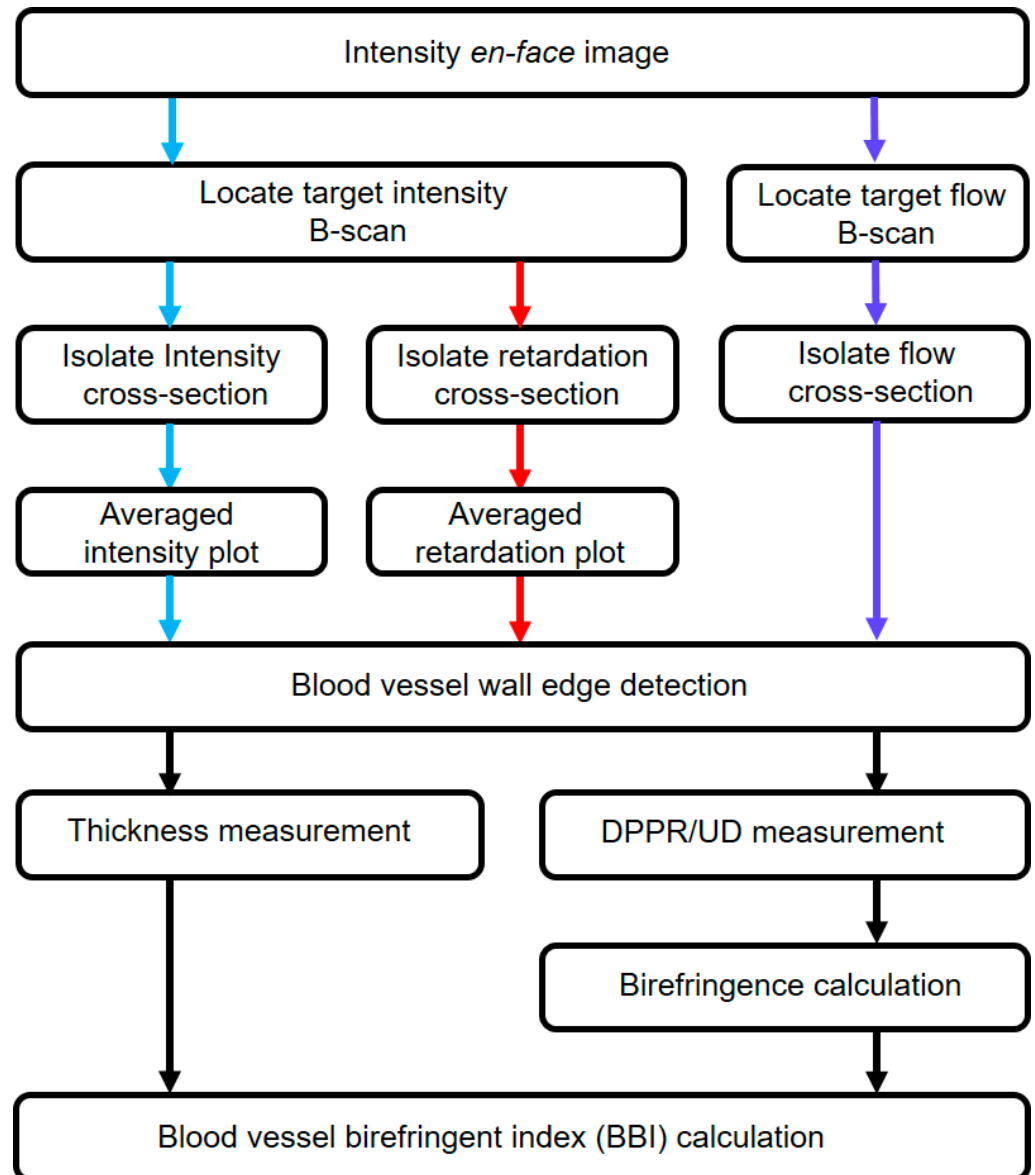 Intensity en-face image
Locate target intensity
B-scan
Locate target flow
B-scan
Isolate Intensity
cross-section
Isolate retardation
cross-section
Isolate flow
cross-section
Averaged
intensity plot
Averaged
retardation plot
Blood vessel wall edge detection
Thickness measurement
DPPR/UD measurement
Birefringence calculation
Blood vessel birefringent index (BBI) calculation